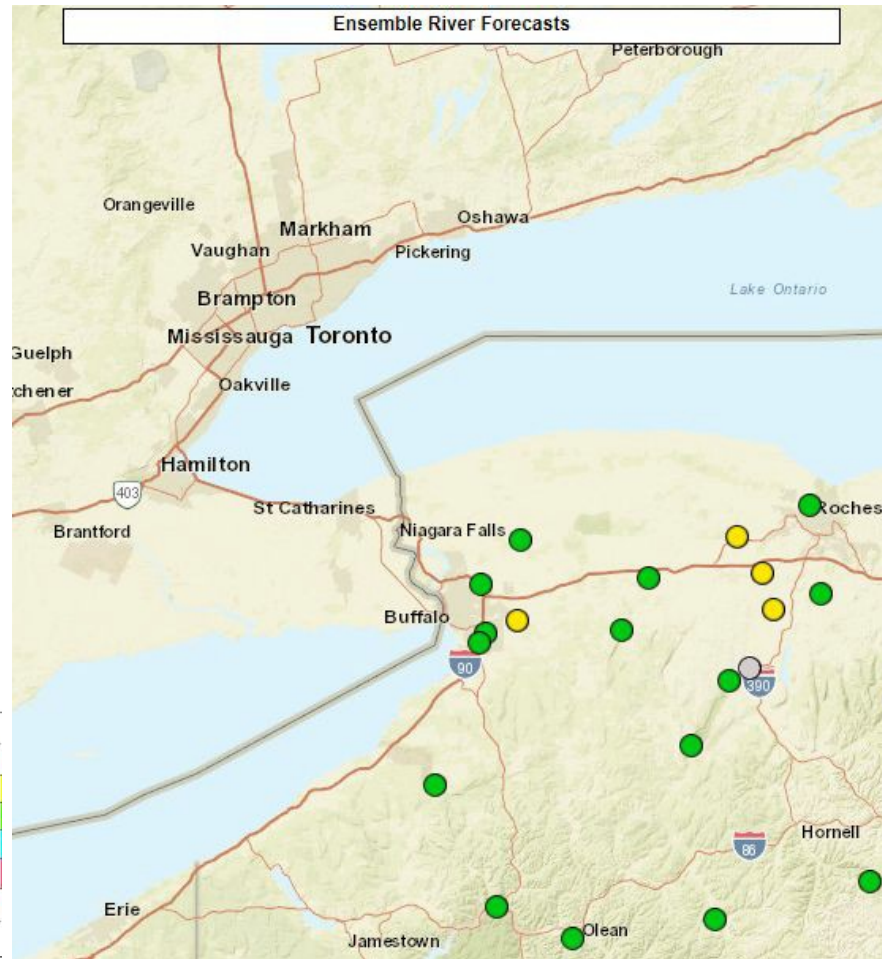 Ensemble River Forecasts
Peterborough
Orangeville
Markham
Oshawa
Vaughan
Pickering
Brampton
Lake Ontario
Mississauga
Toronto
Guelph
chener
Oakville
Hamilton
403
St Catharines
Roches
Brantford
Niagara Falls
Buffalo
90
390
Hornell
86
Erie
Olean
Jamestown